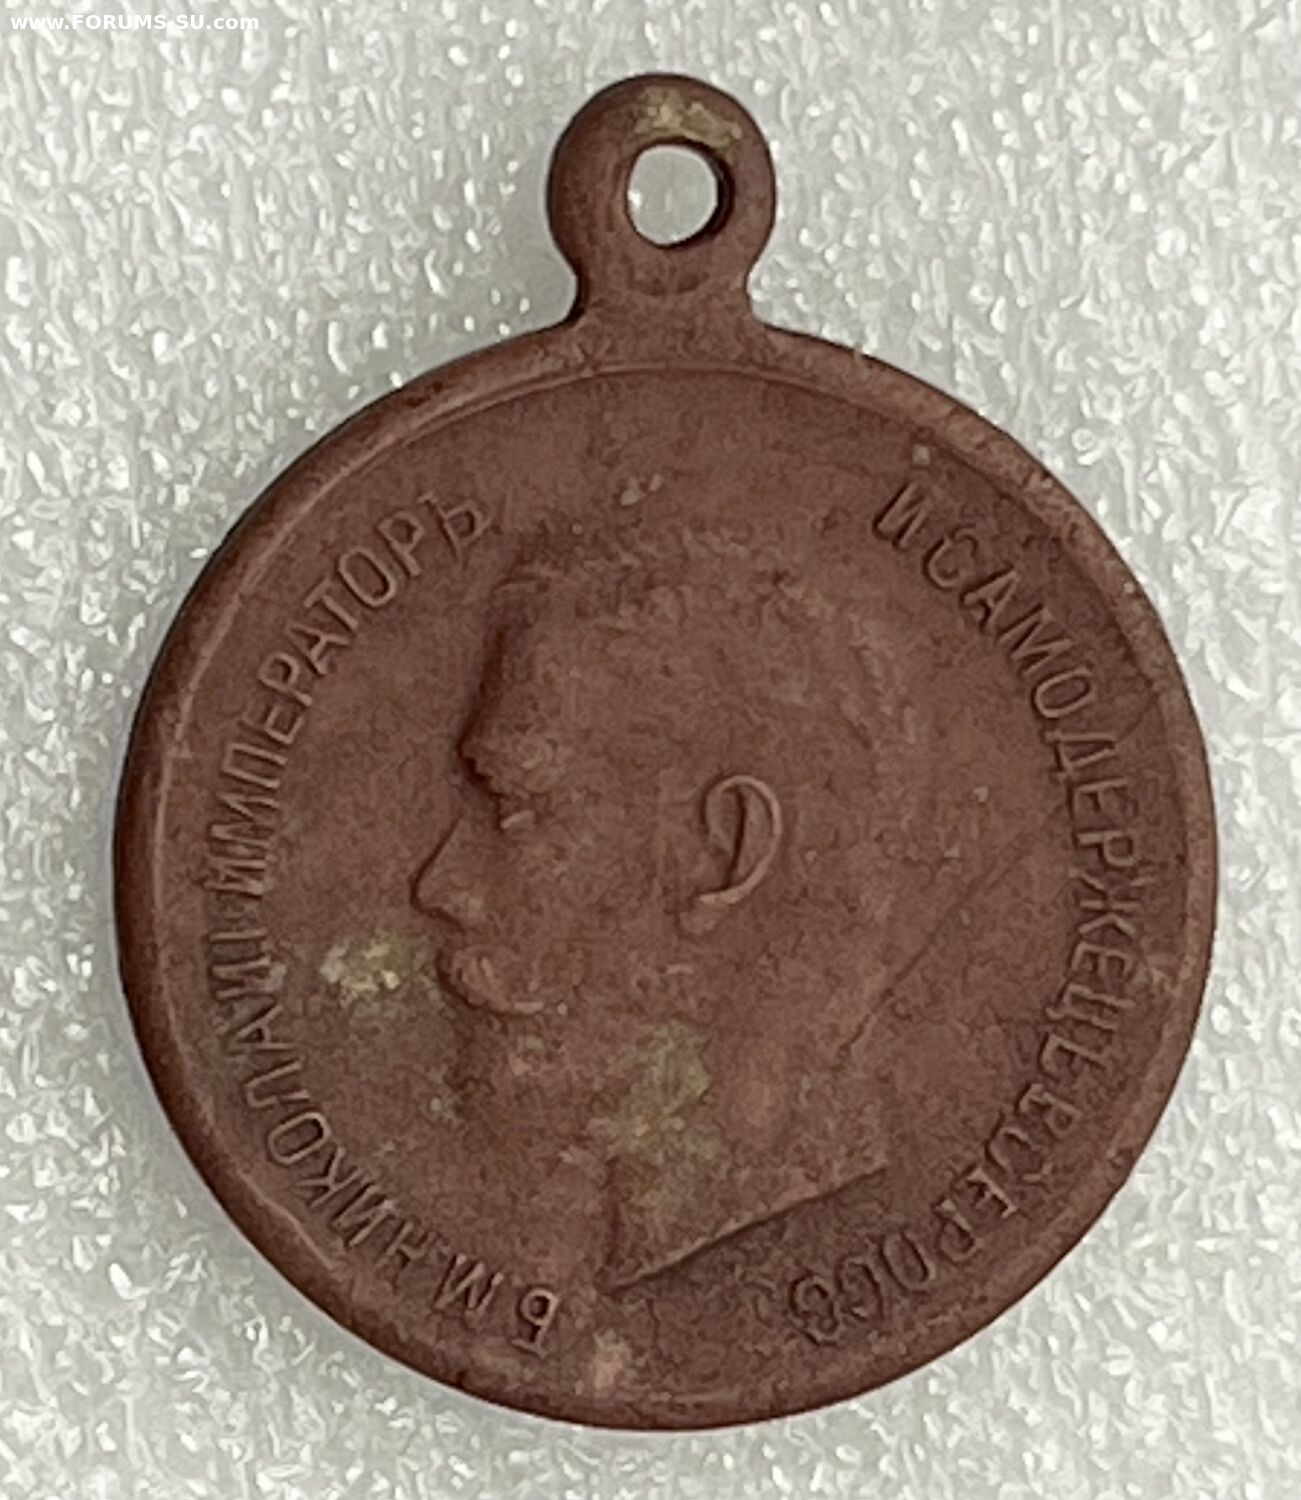 www.FORUMS-SU.com
Б.М.НИКОЛАЙ II ИМПЕРАТОРЪ
И САМОДЕРЖЕЦЪ ВСЕРОСС